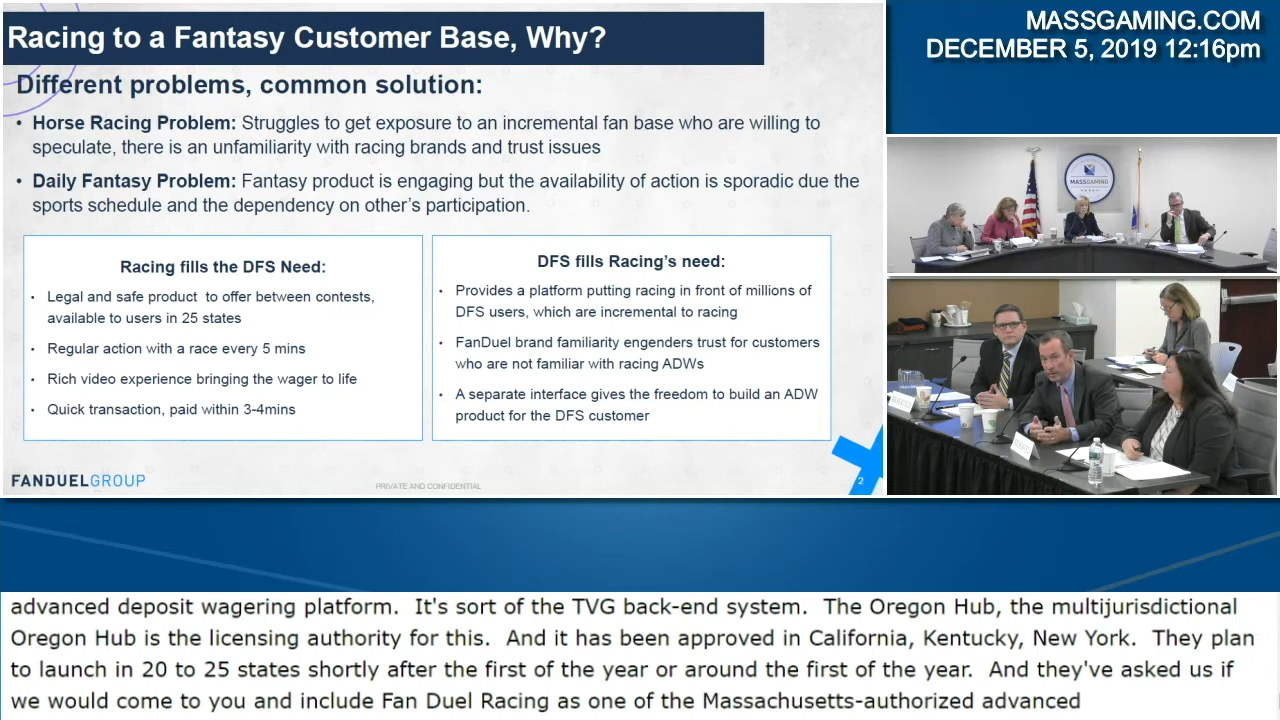 Racing to a Fantasy Customer Base, Why?
Different problems, common solution:
• Horse Racing Problem: Struggles to get exposure to an incremental fan base who are willing to
speculate, there is an unfamiliarity with racing brands and trust issues
• Daily Fantasy Problem: Fantasy product is engaging but the availability of action is sporadic due the
sports schedule and the dependency on other's participation.
Racing fills the DFS Need:
• Legal and safe product to offer between contests,
available to users in 25 states
• Regular action with a race every 5 mins
• Rich video experience bringing the wager to life
• Quick transaction, paid within 3-4mins
DFS fills Racing's need:
• Provides a platform putting racing in front of millions of
DFS users, which are incremental to racing
• FanDuel brand familiarity engenders trust for customers
who are not familiar with racing ADWs
• A separate interface gives the freedom to build an ADW
product for the DFS customer
FANDUELGROUP
PRIVATE AND CONFIDENTIAL
2
MASSGAMING.COM
DECEMBER 5, 2019 12:16pm
MASSGAMING
advanced deposit wagering platform. It's sort of the TVG back-end system. The Oregon Hub, the multijurisdictional
Oregon Hub is the licensing authority for this. And it has been approved in California, Kentucky, New York. They plan
to launch in 20 to 25 states shortly after the first of the year or around the first of the year. And they've asked us if
we would come to you and include Fan Duel Racing as one of the Massachusetts-authorized advanced